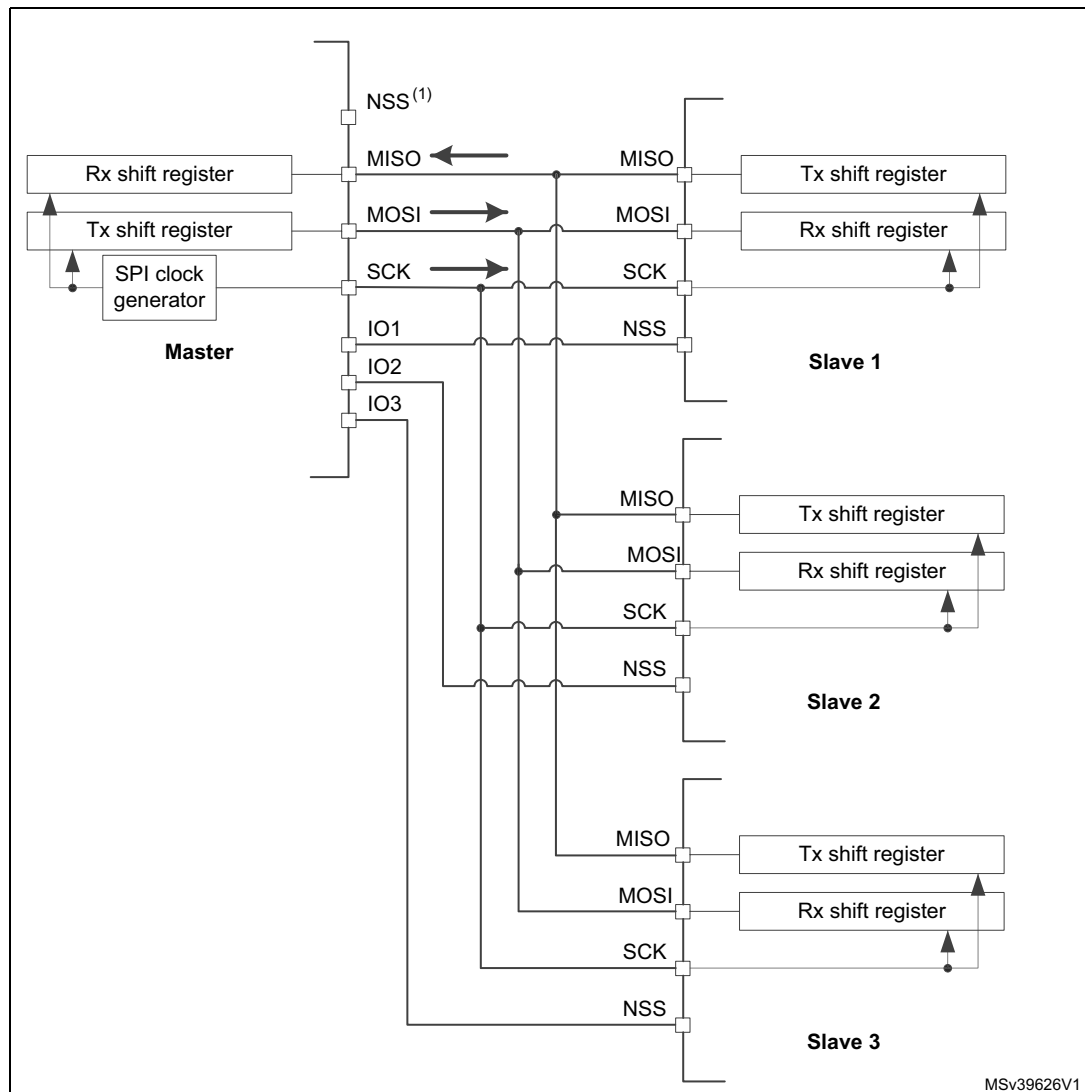 NSS(1)
MISO
MOSI
SCK
IO1
IO2
IO3
Rx shift register
Tx shift register
SPI clock
generator
Master
MISO
MOSI
SCK
NSS
Tx shift register
Rx shift register
Slave 1
MISO
MOSI
SCK
NSS
Tx shift register
Rx shift register
Slave 2
MISO
MOSI
SCK
NSS
Tx shift register
Rx shift register
Slave 3
MSv39626V1